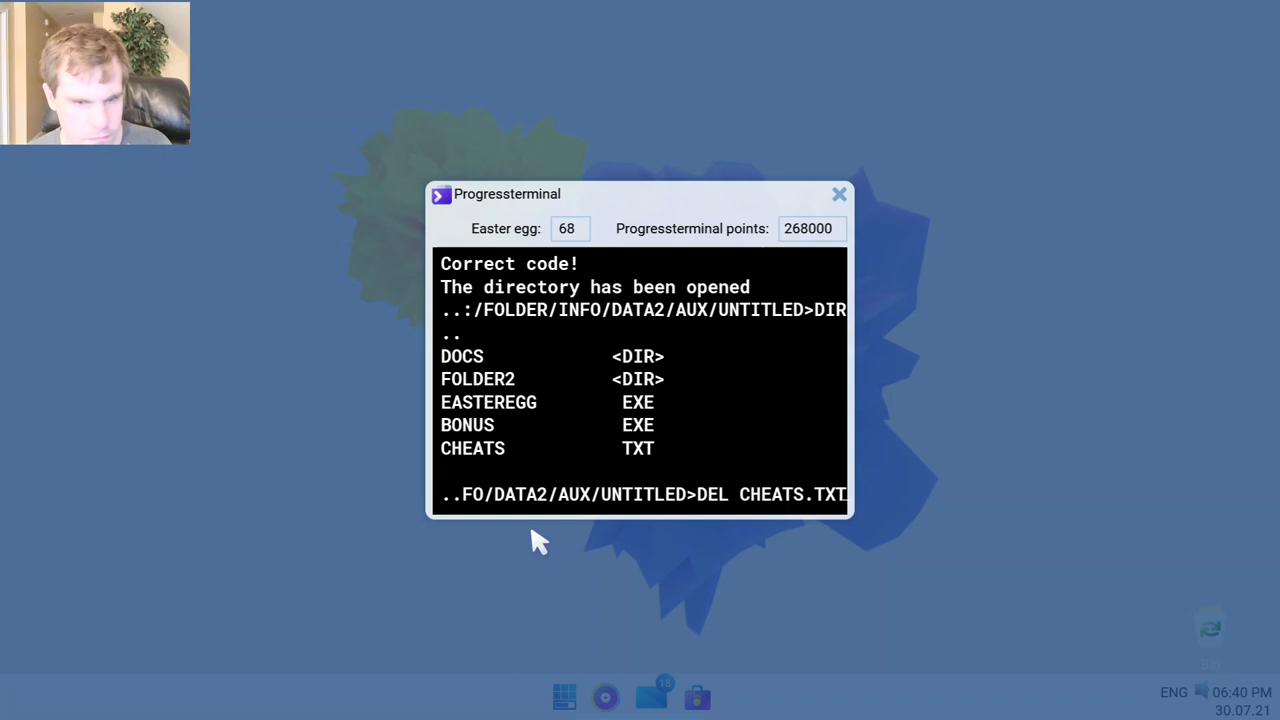 Progressterminal
Easter egg: 68 Progressterminal points: 268000
Correct code!
The directory has been opened
..:/FOLDER/INFO/DATA2/AUX/UNTITLED>DIR
..
DOCS <DIR>
FOLDER2 <DIR>
EASTEREGG EXE
BONUS EXE
CHEATS TXT
..FO/DATA2/AUX/UNTITLED>DEL CHEATS.TXT
Bin
18
ENG 06:40 PM
30.07.21